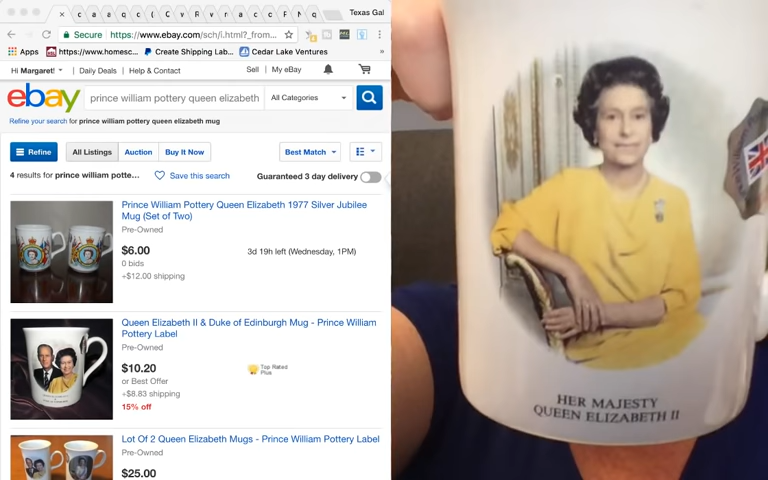 × c a a q c ( C v R v r a c c F N q Texas Gal
Secure https://www.ebay.com/sch/i.html?_from...
Apps https://www.homesc... Create Shipping Lab... Cedar Lake Ventures »
Hi Margaret! Daily Deals Help & Contact Sell My eBay
ebay prince william pottery queen elizabeth All Categories
Refine your search for prince william pottery queen elizabeth mug
Refine All Listings Auction Buy It Now Best Match
4 results for prince william potte... Save this search Guaranteed 3 day delivery
Prince William Pottery Queen Elizabeth 1977 Silver Jubilee
Mug (Set of Two)
Pre-Owned
$6.00 3d 19h left (Wednesday, 1PM)
0 bids
+$12.00 shipping
Queen Elizabeth II & Duke of Edinburgh Mug - Prince William
Pottery Label
Pre-Owned
$10.20 Top Rated
Plus
or Best Offer
+$8.83 shipping
15% off
Lot Of 2 Queen Elizabeth Mugs - Prince William Pottery Label
Pre-Owned
$25.00
HER MAJESTY
QUEEN ELIZABETH II